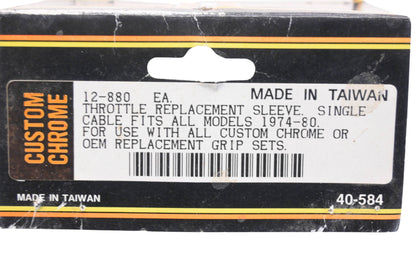 CUSTOM
CHROME
12-880 EA. MADE IN TAIWAN
THROTTLE REPLACEMENT SLEEVE. SINGLE
CABLE FITS ALL MODELS 1974-80.
FOR USE WITH ALL CUSTOM CHROME OR
OEM REPLACEMENT GRIP SETS.
MADE IN TAIWAN
40-584